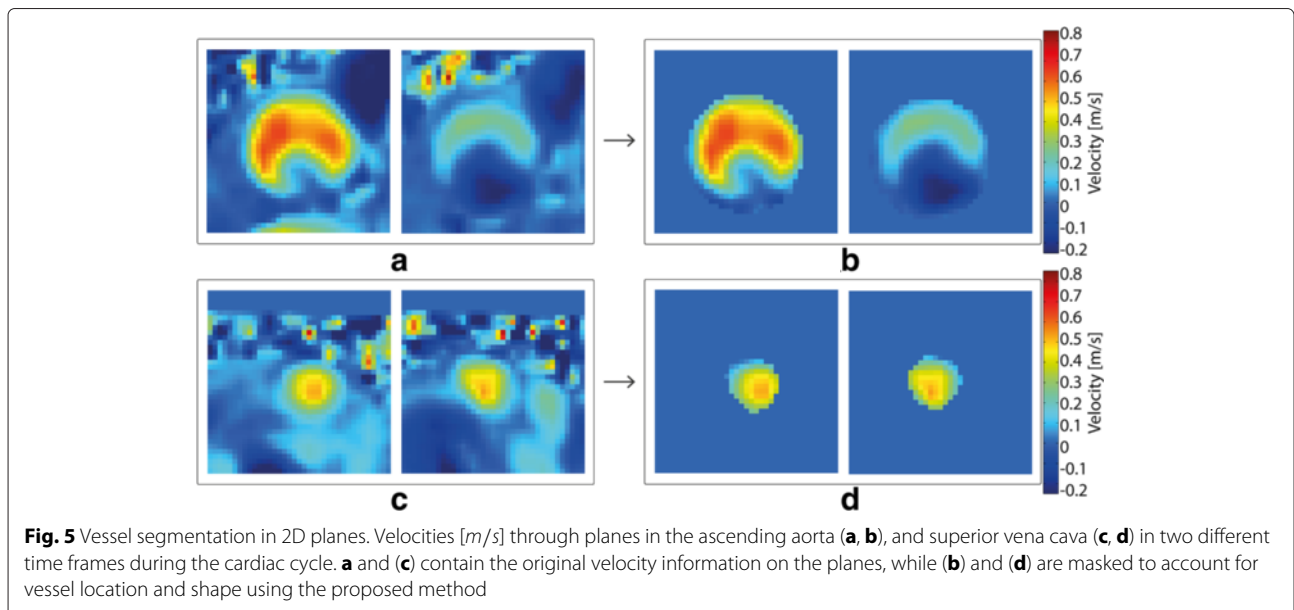 0.8
0.7
0.6
0.5
0.4
0.3
0.2
0.1
0
-0.1
-0.2
Velocity [m/s]
a
b
0.8
0.7
0.6
0.5
0.4
0.3
0.2
0.1
0
-0.1
-0.2
Velocity [m/s]
c
d
Fig. 5 Vessel segmentation in 2D planes. Velocities [m/s] through planes in the ascending aorta (a, b), and superior vena cava (c, d) in two different
time frames during the cardiac cycle. a and (c) contain the original velocity information on the planes, while (b) and (d) are masked to account for
vessel location and shape using the proposed method